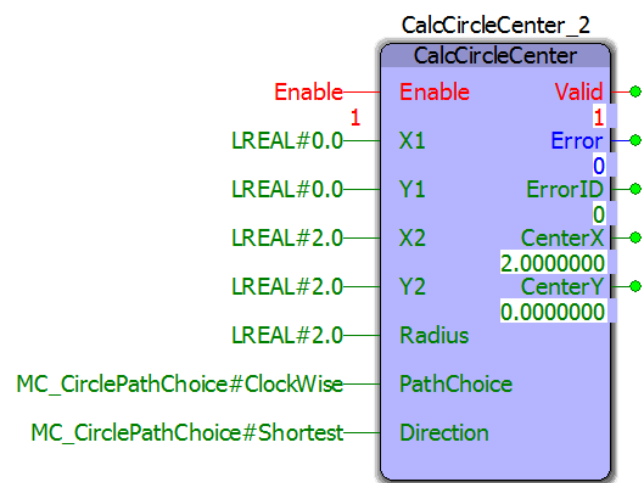 CalcCircleCenter_2
CalcCircleCenter
Enable Enable Valid
1 1
LREAL#0.0 X1 Error
0
LREAL#0.0 Y1 ErrorID
0
LREAL#2.0 X2 CenterX
2.0000000
LREAL#2.0 Y2 CenterY
0.0000000
LREAL#2.0 Radius
MC_CirclePathChoice#ClockWise PathChoice
MC_CirclePathChoice#Shortest Direction